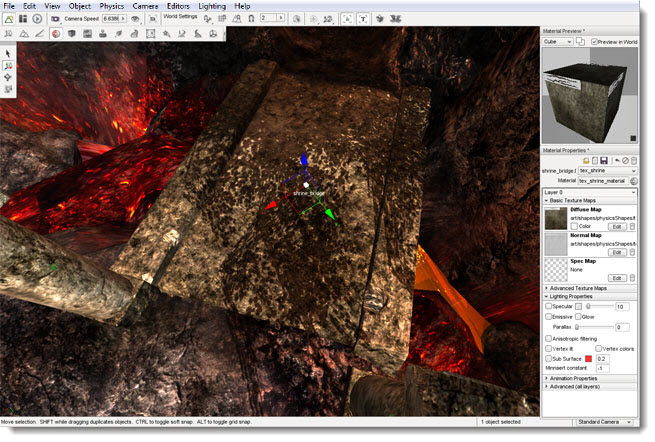 File Edit View Object Physics Camera Editors Lighting Help
Camera Speed 6.6386 World Settings 2
T
Material Preview *
Cube Preview in World
Material Properties *
shrine_bridge.l tex_shrine
Material tex_shrine_material
Layer 0
Basic Texture Maps
Diffuse Map
art/shapes/physicsShapes/l
Color Edit
Normal Map
art/shapes/physicsShapes/l
Edit
Spec Map
None
Edit
Advanced Texture Maps
Lighting Properties
Specular 10
Emissive Glow
Parallax 0
Anisotropic filtering
Vertex lit Vertex colors
Sub Surface 0.2
Minnaert constant -1
Animation Properties
Advanced (all layers)
shrine_bridge
Move selection. SHIFT while dragging duplicates objects. CTRL to toggle soft snap. ALT to toggle grid snap. 1 object selected Standard Camera